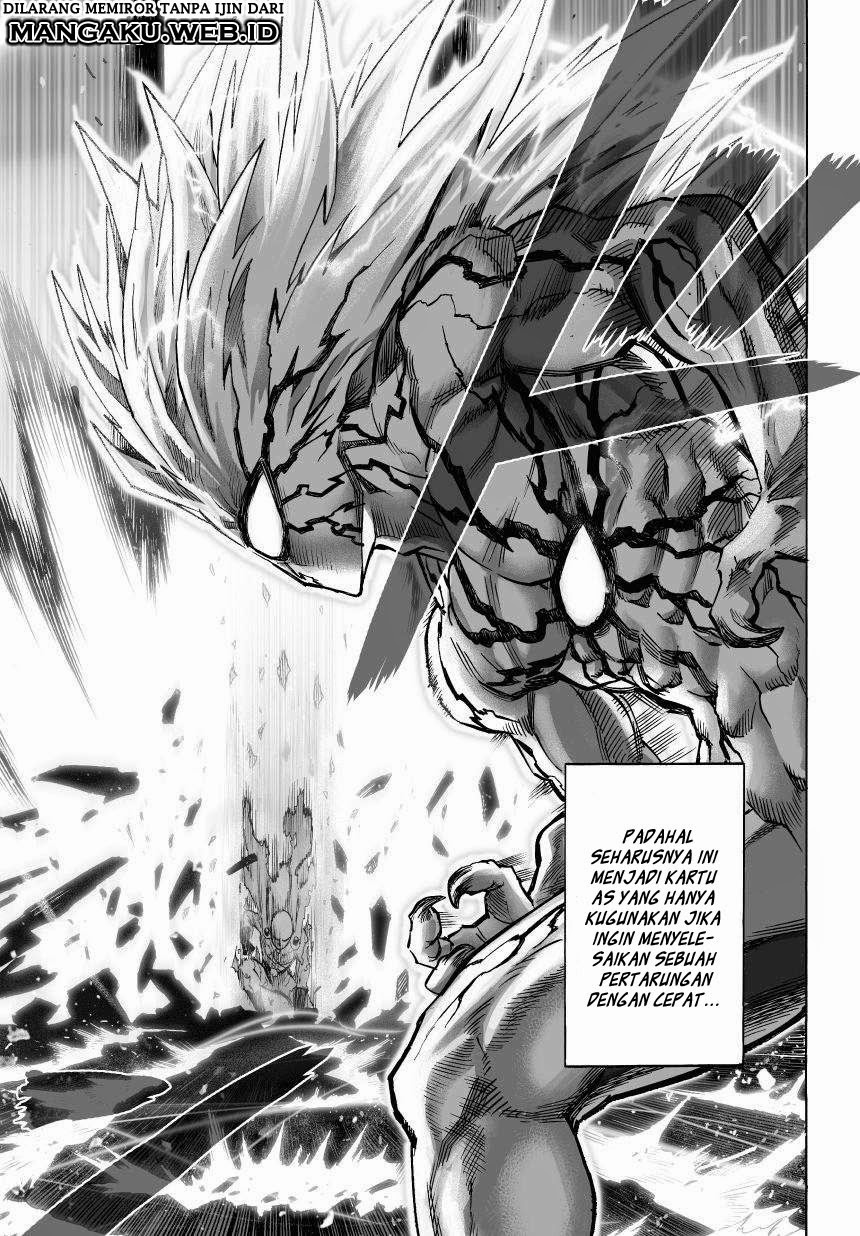 DILARANG MEMIROR TANPA IJIN DARI
MANGAKU.WEB.ID
PADAHAL
SEHARUSNYA INI
MENJADI KARTU
AS YANG HANYA
KUGUNAKAN JIKA
INGIN MENYELE-
SAIKAN SEBUAH
PERTARUNGAN
DENGAN CEPAT...